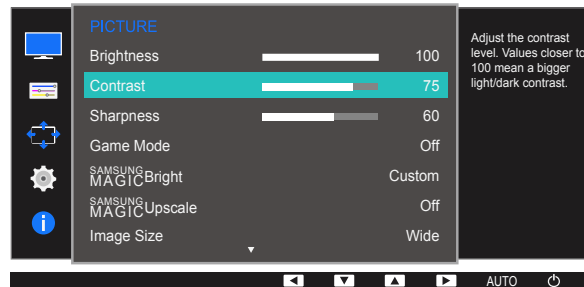 PICTURE
Brightness 100
Contrast 75
Sharpness 60
Game Mode Off
SAMSUNG MAGIC Bright Custom
SAMSUNG MAGIC Upscale Off
Image Size Wide
Adjust the contrast
level. Values closer to
100 mean a bigger
light/dark contrast.
AUTO